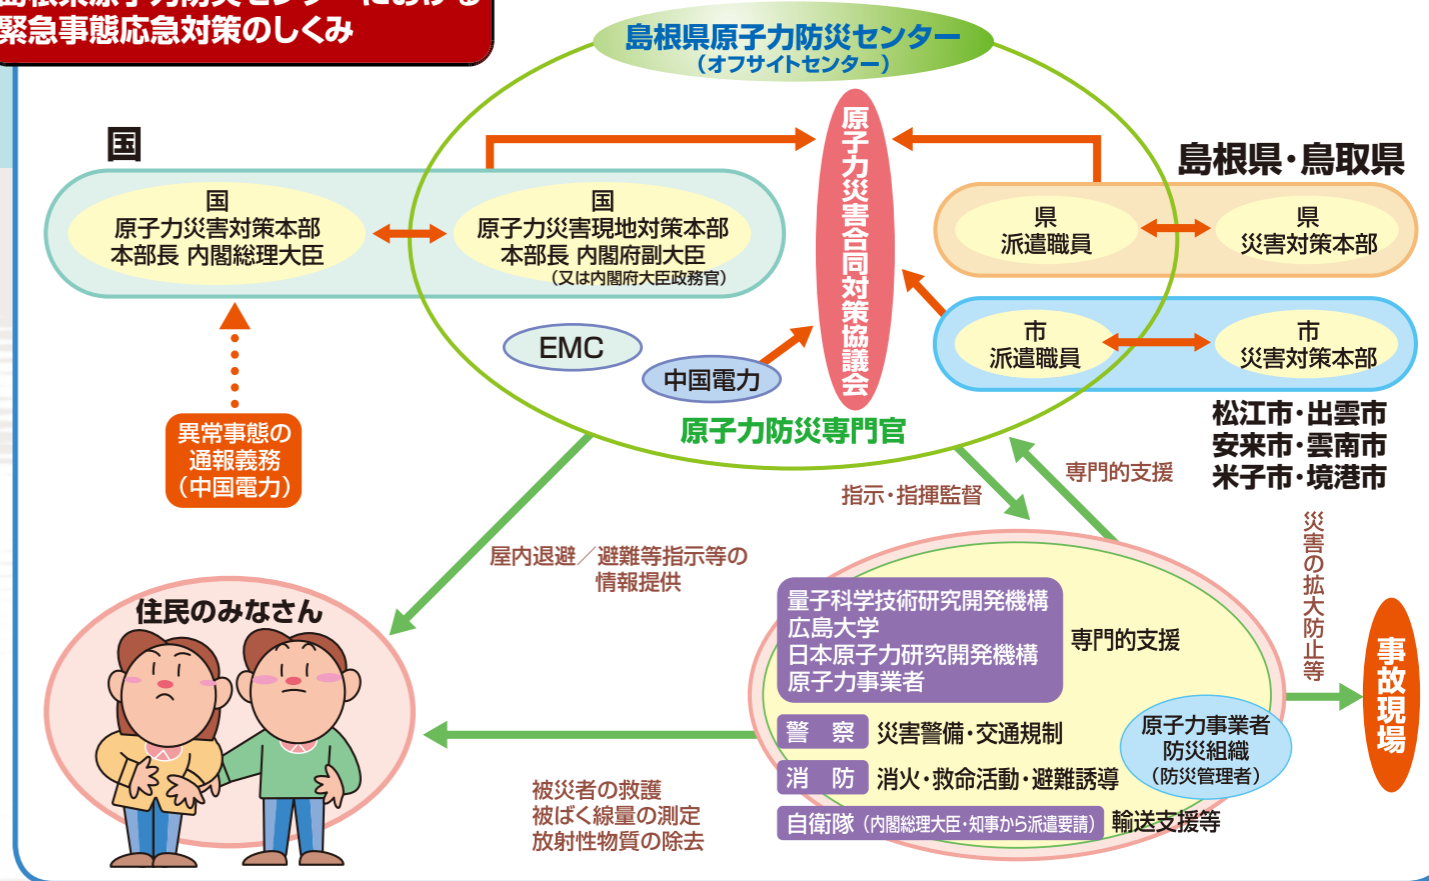 島根県原子力防災センターにおける
緊急事態応急対策のしくみ
島根県原子力防災センター
（オフサイトセンター）
国
国
原子力災害対策本部
本部長 内閣総理大臣
国
原子力災害現地対策本部
本部長 内閣府副大臣
（又は内閣府大臣政務官）
原子力災害合同対策協議会
島根県・鳥取県
県
派遣職員
県
災害対策本部
市
派遣職員
市
災害対策本部
松江市・出雲市
安来市・雲南市
米子市・境港市
EMC
中国電力
原子力防災専門官
異常事態の
通報義務
（中国電力）
指示・指揮監督
専門的支援
屋内退避／避難等指示等の
情報提供
災害の拡大防止等
事故現場
住民のみなさん
量子科学技術研究開発機構
広島大学
日本原子力研究開発機構
原子力事業者
専門的支援
警　察 災害警備・交通規制
消　防 消火・救命活動・避難誘導
自衛隊（内閣総理大臣・知事から派遣要請） 輸送支援等
原子力事業者
防災組織
（防災管理者）
被災者の救護
被ばく線量の測定
放射性物質の除去